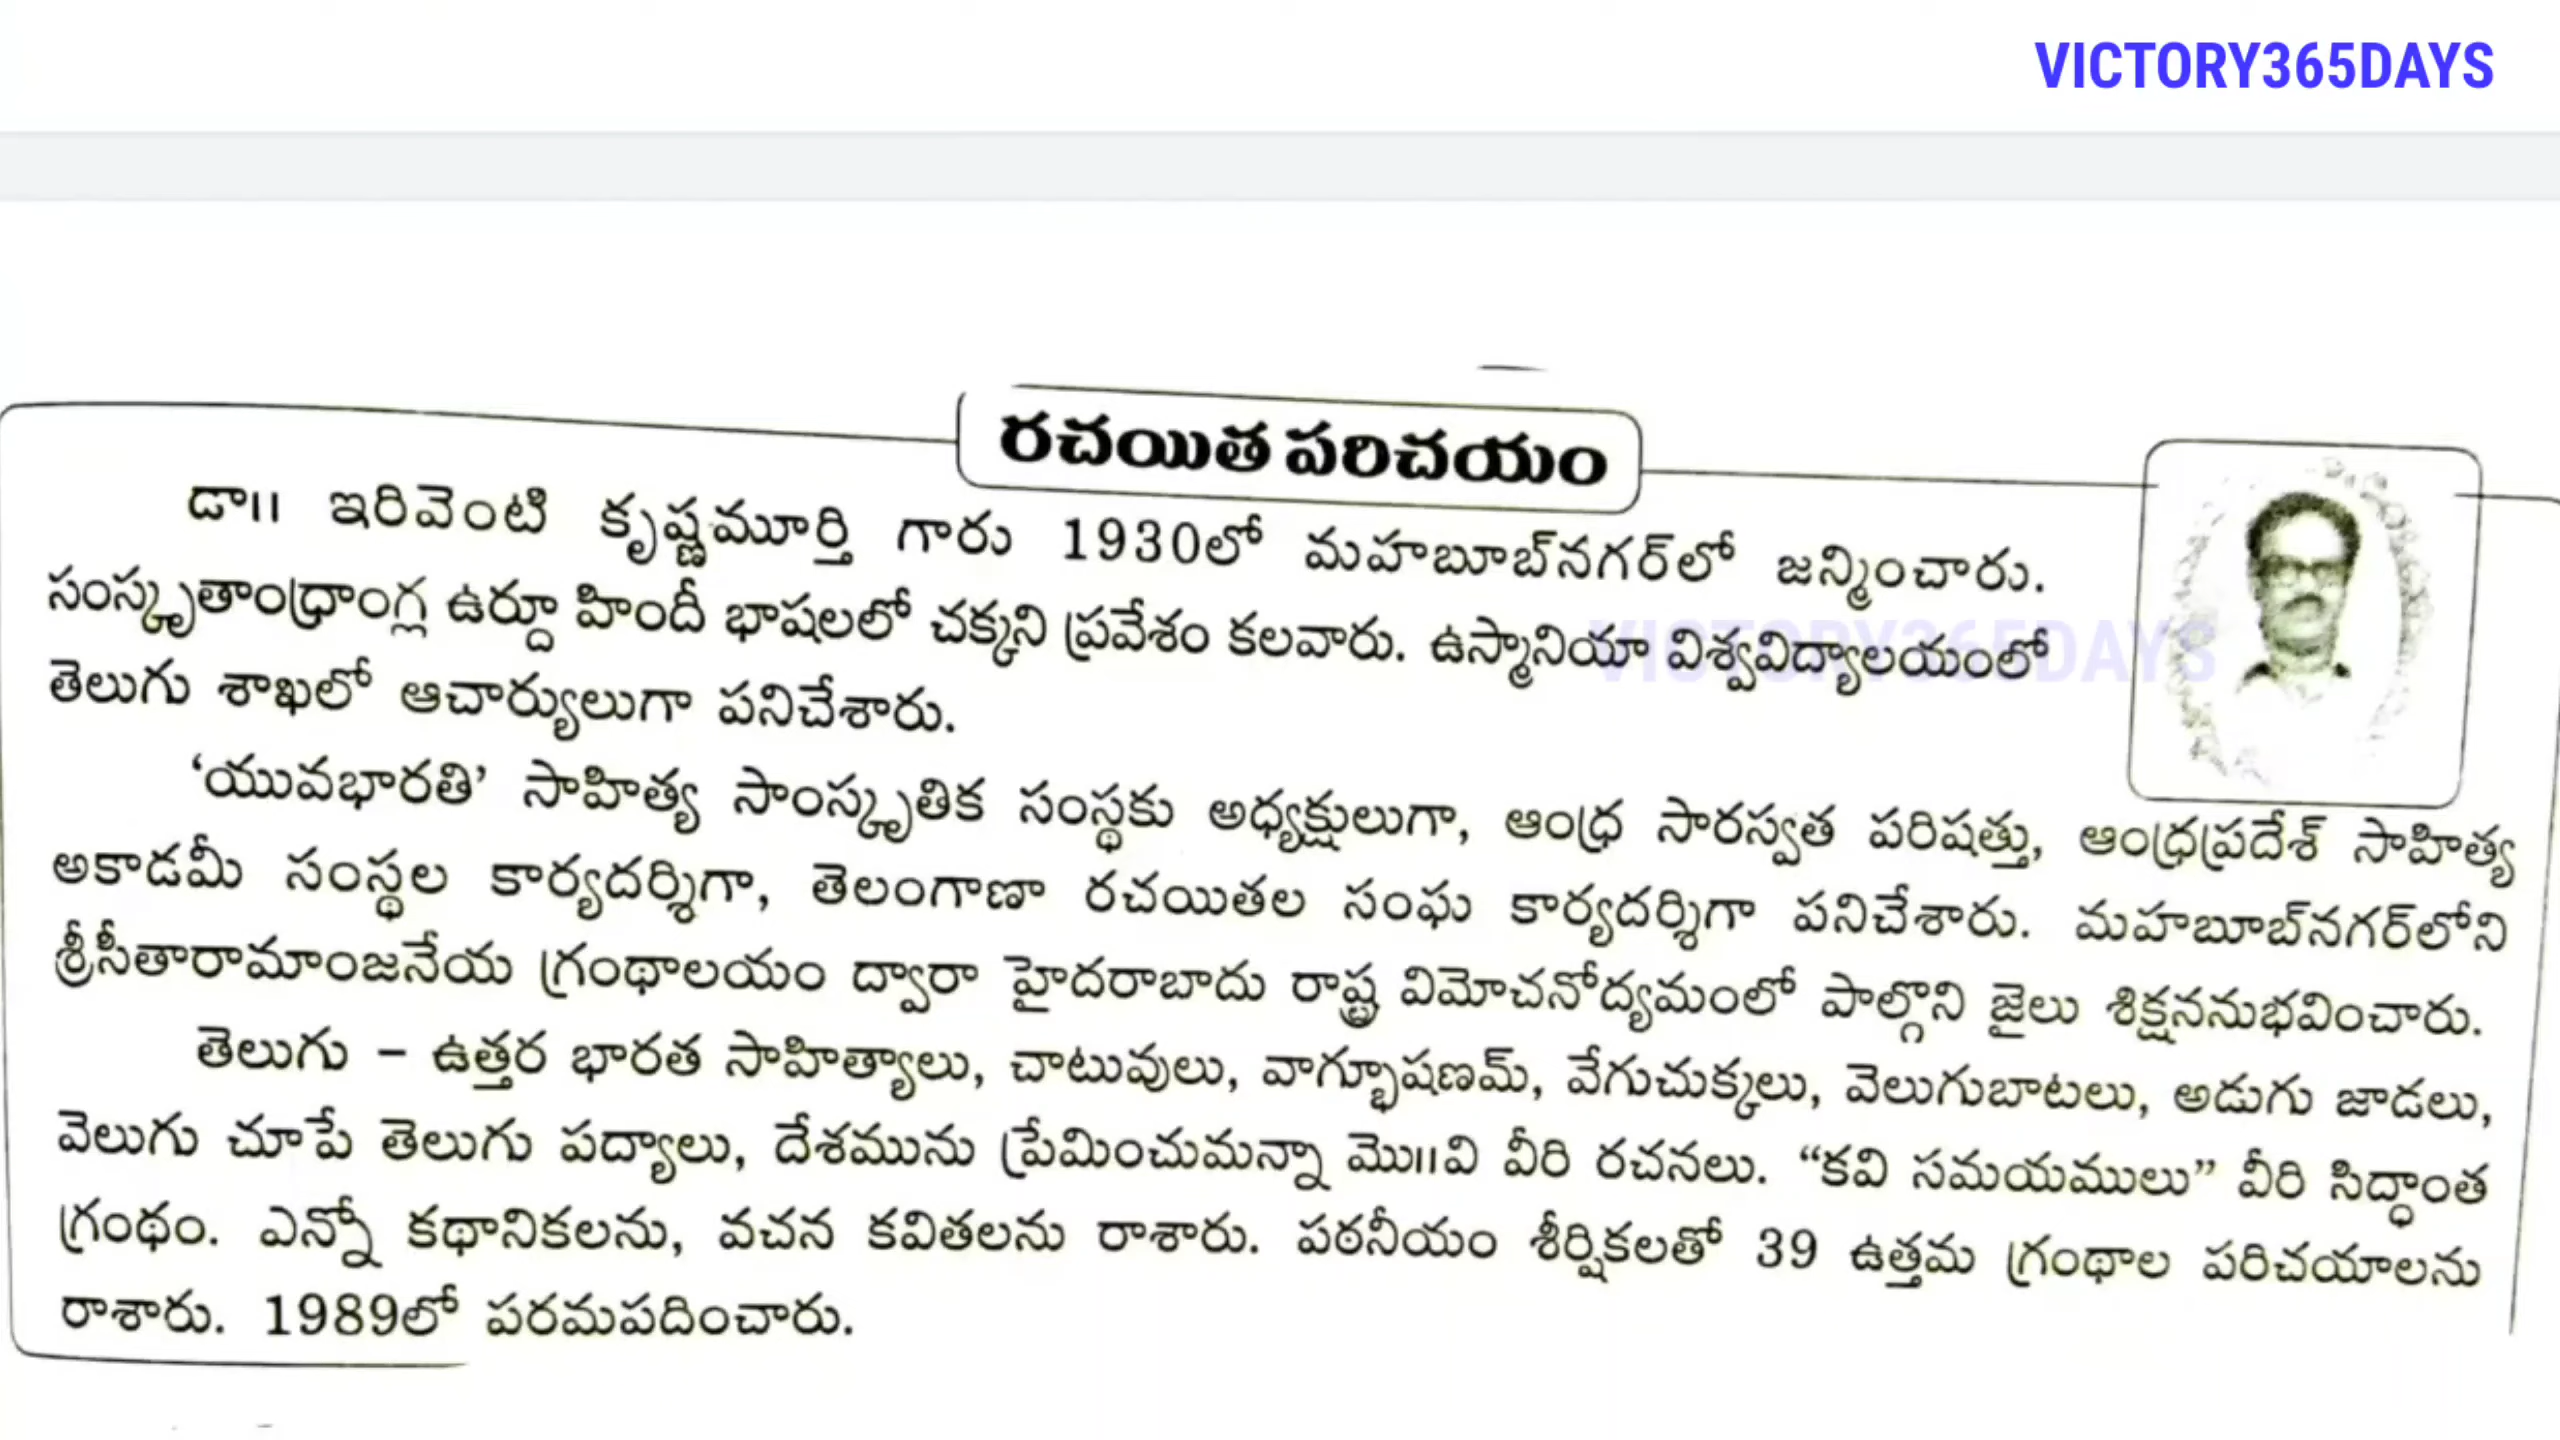 VICTORY365DAYS
రచయిత పరిచయం
డా౹౹ ఇరివెంటి కృష్ణమూర్తి గారు 1930లో మహబూబ్‌నగర్‌లో జన్మించారు.
సంస్కృతాంధ్రాంగ్ల ఉర్దూ హిందీ భాషలలో చక్కని ప్రవేశం కలవారు. ఉస్మానియా విశ్వవిద్యాలయంలో
VICTORY365DAYS
తెలుగు శాఖలో ఆచార్యులుగా పనిచేశారు.
‘యువభారతి’ సాహిత్య సాంస్కృతిక సంస్థకు అధ్యక్షులుగా, ఆంధ్ర సారస్వత పరిషత్తు, ఆంధ్రప్రదేశ్ సాహిత్య
అకాడమీ సంస్థల కార్యదర్శిగా, తెలంగాణా రచయితల సంఘ కార్యదర్శిగా పనిచేశారు. మహబూబ్‌నగర్‌లోని
శ్రీసీతారామాంజనేయ గ్రంథాలయం ద్వారా హైదరాబాదు రాష్ట్ర విమోచనోద్యమంలో పాల్గొని జైలు శిక్షననుభవించారు.
తెలుగు – ఉత్తర భారత సాహిత్యాలు, చాటువులు, వాగ్భూషణమ్, వేగుచుక్కలు, వెలుగుబాటలు, అడుగు జాడలు,
వెలుగు చూపే తెలుగు పద్యాలు, దేశమును ప్రేమించుమన్నా మొ౹౹వి వీరి రచనలు. “కవి సమయములు” వీరి సిద్ధాంత
గ్రంథం. ఎన్నో కథానికలను, వచన కవితలను రాశారు. పఠనీయం శీర్షికలతో 39 ఉత్తమ గ్రంథాల పరిచయాలను
రాశారు. 1989లో పరమపదించారు.